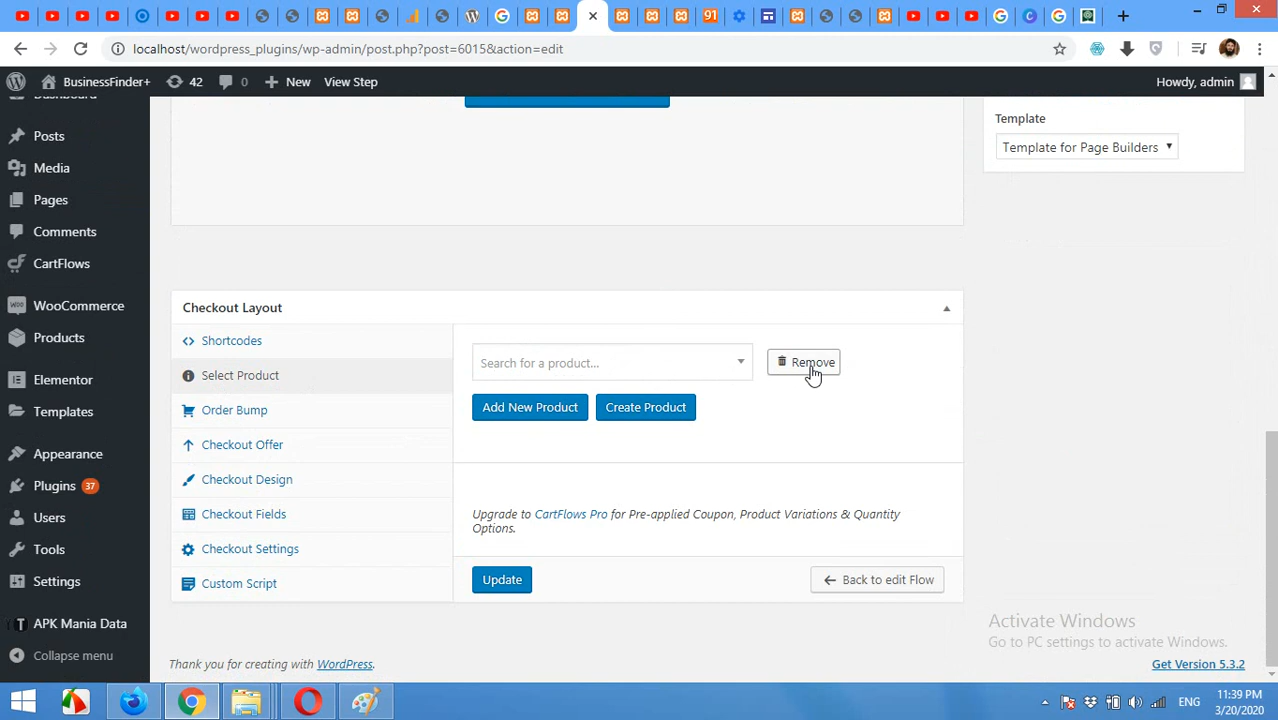 localhost/wordpress_plugins/wp-admin/post.php?post=6015&action=edit
BusinessFinder+ 42 0 New View Step Howdy, admin
Dashboard
Posts
Media
Pages
Comments
CartFlows
WooCommerce
Products
Elementor
Templates
Appearance
Plugins 37
Users
Tools
Settings
APK Mania Data
Collapse menu
Template
Template for Page Builders
Checkout Layout
Shortcodes
Select Product
Order Bump
Checkout Offer
Checkout Design
Checkout Fields
Checkout Settings
Custom Script
Search for a product...
Remove
Add New Product Create Product
Upgrade to CartFlows Pro for Pre-applied Coupon, Product Variations & Quantity
Options.
Update
Back to edit Flow
Activate Windows
Go to PC settings to activate Windows.
Thank you for creating with WordPress.
Get Version 5.3.2
ENG
11:39 PM
3/20/2020